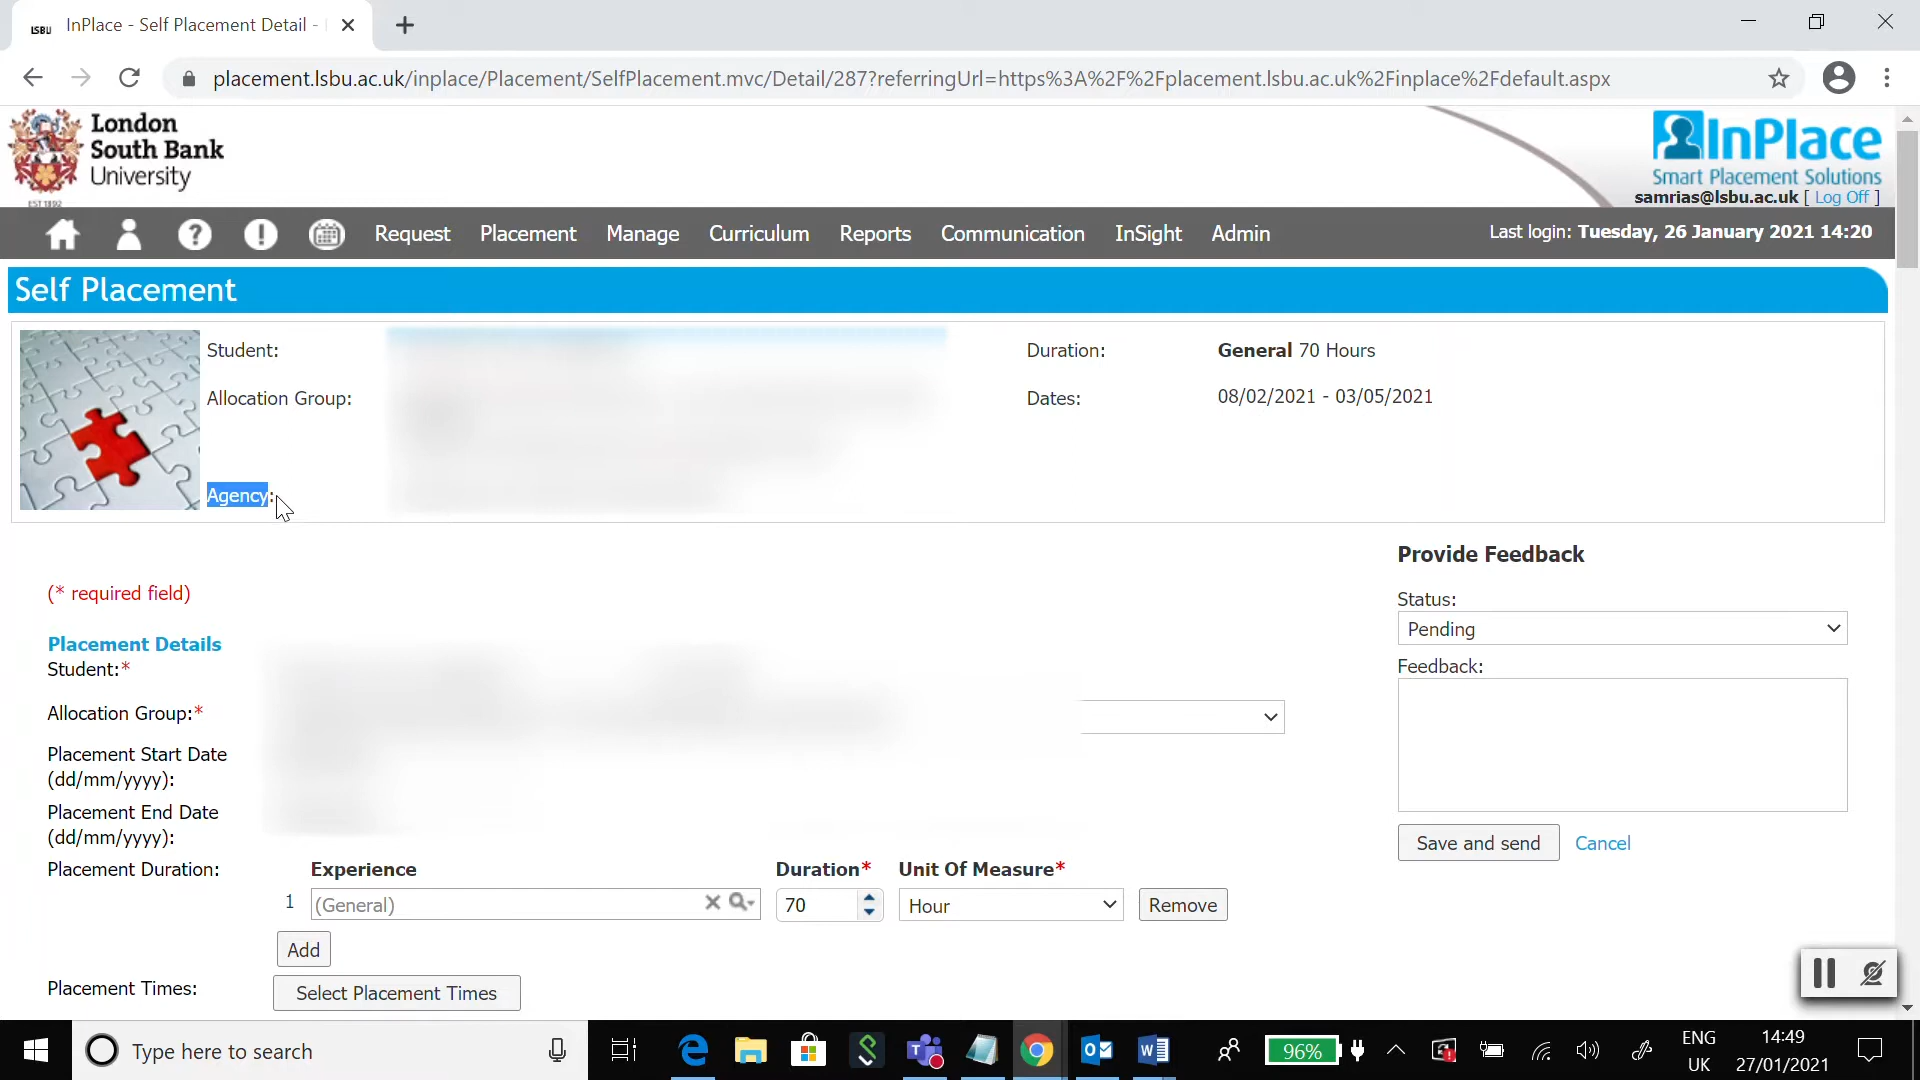 LSBU InPlace - Self Placement Detail -
placement.lsbu.ac.uk/inplace/Placement/SelfPlacement.mvc/Detail/287?referringUrl=https%3A%2F%2Fplacement.lsbu.ac.uk%2Finplace%2Fdefault.aspx
London
South Bank
University
EST 1892
InPlace
Smart Placement Solutions
samrias@lsbu.ac.uk [ Log Off ]
Request Placement Manage Curriculum Reports Communication InSight Admin Last login: Tuesday, 26 January 2021 14:20
Self Placement
Student: Duration: General 70 Hours
Allocation Group: Dates: 08/02/2021 - 03/05/2021
Agency:
Provide Feedback
(* required field)
Status:
Pending
Placement Details
Student:*
Feedback:
Allocation Group:*
Placement Start Date
(dd/mm/yyyy):
Placement End Date
(dd/mm/yyyy):
Save and send Cancel
Placement Duration: Experience Duration* Unit Of Measure*
1 (General) 70 Hour Remove
Add
Placement Times: Select Placement Times
Type here to search
96%
ENG
UK
14:49
27/01/2021